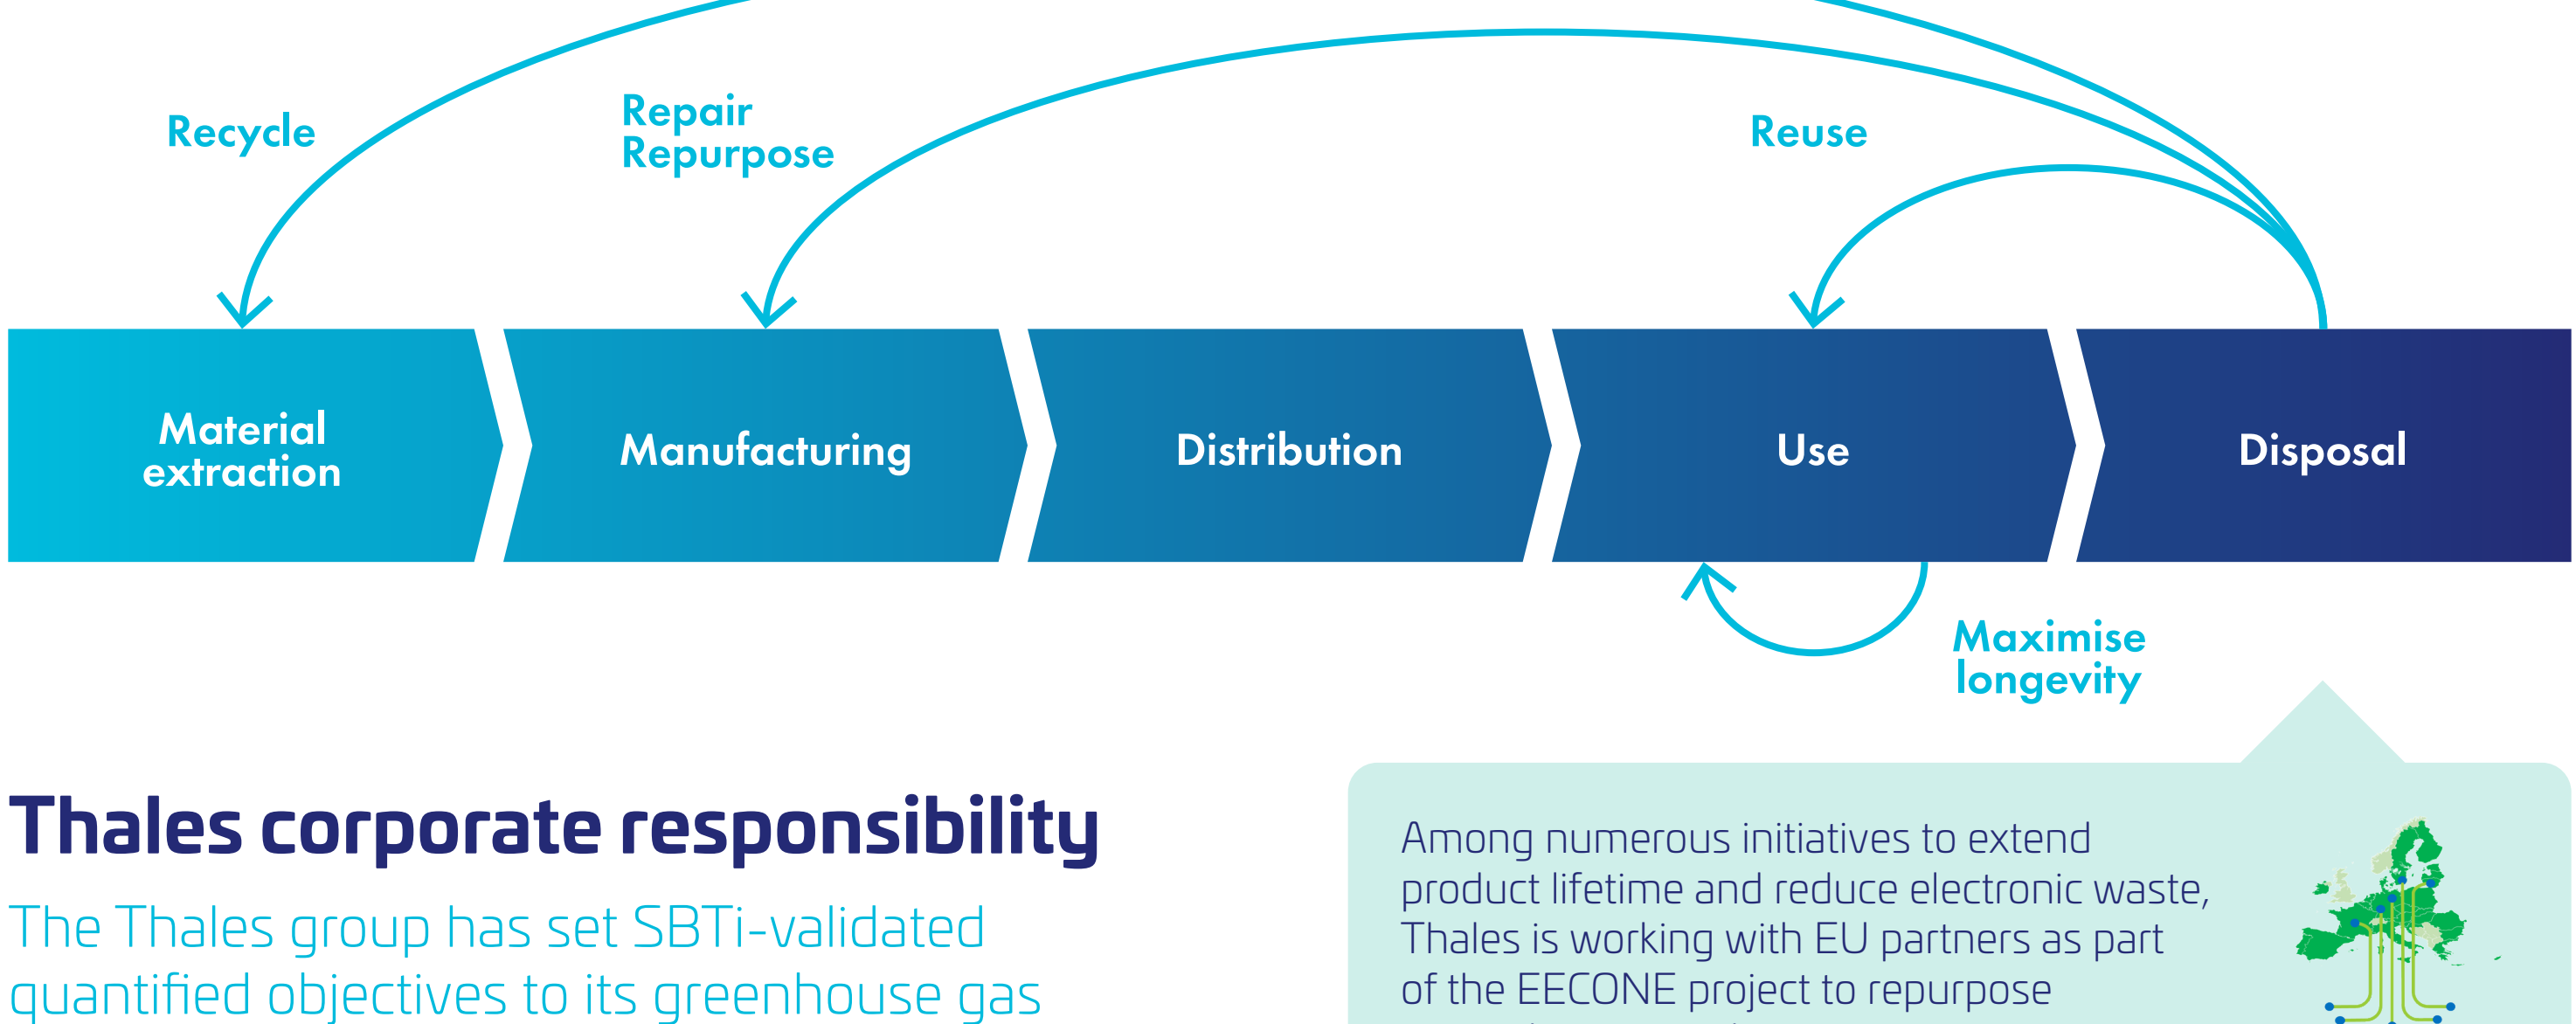 Recycle
Repair
Repurpose
Reuse
Material
extraction
Manufacturing
Distribution
Use
Disposal
Maximise
longevity
Thales corporate responsibility
The Thales group has set SBTi-validated
quantified objectives to its greenhouse gas
Among numerous initiatives to extend
product lifetime and reduce electronic waste,
Thales is working with EU partners as part
of the EECONE project to repurpose